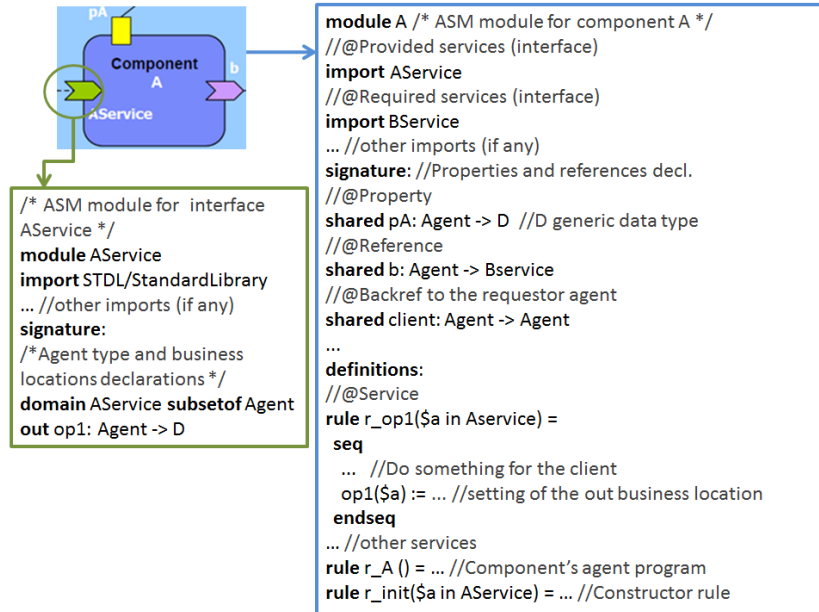 pA
Component
A
b
AService
/* ASM module for interface
AService */
module AService
import STDL/StandardLibrary
... //other imports (if any)
signature:
/*Agent type and business
locations declarations */
domain AService subsetof Agent
out op1: Agent -> D
module A /* ASM module for component A */
//@Provided services (interface)
import AService
//@Required services (interface)
import BService
... //other imports (if any)
signature: //Properties and references decl.
//@Property
shared pA: Agent -> D //D generic data type
//@Reference
shared b: Agent -> Bservice
//@Backref to the requestor agent
shared client: Agent -> Agent
...
definitions:
//@Service
rule r_op1($a in Aservice) =
seq
... //Do something for the client
op1($a) := ... //setting of the out business location
endseq
... //other services
rule r_A () = ... //Component's agent program
rule r_init($a in AService) = ... //Constructor rule